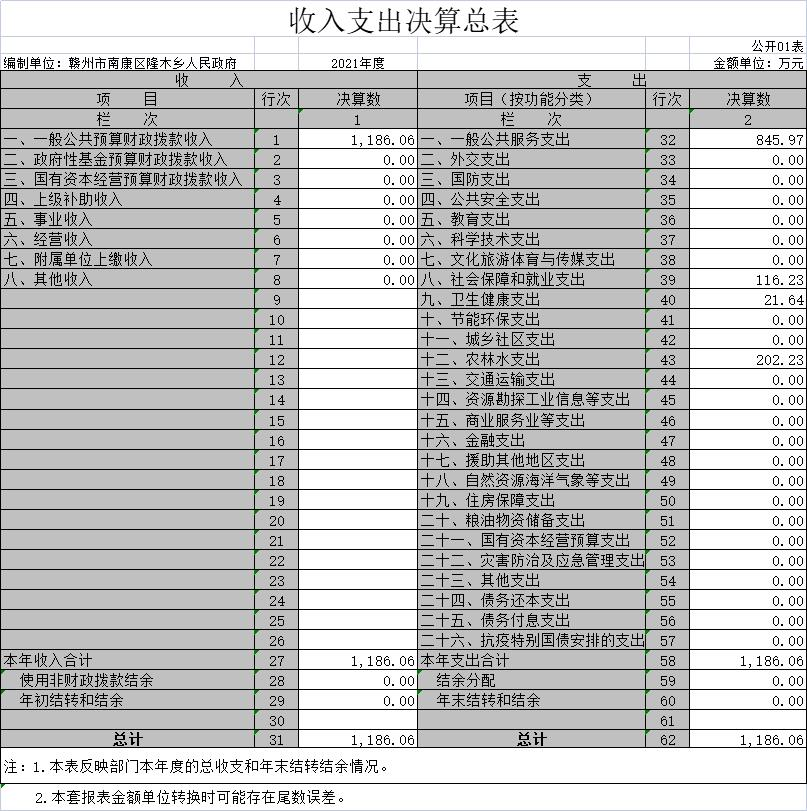 收入支出决算总表
公开01表
编制单位：赣州市南康区隆木乡人民政府 2021年度 金额单位：万元
收 入 支 出
项 目 行次 决算数 项目（按功能分类） 行次 决算数
栏 次 1 栏 次 2
一、一般公共预算财政拨款收入 1 1,186.06 一、一般公共服务支出 32 845.97
二、政府性基金预算财政拨款收入 2 0.00 二、外交支出 33 0.00
三、国有资本经营预算财政拨款收入 3 0.00 三、国防支出 34 0.00
四、上级补助收入 4 0.00 四、公共安全支出 35 0.00
五、事业收入 5 0.00 五、教育支出 36 0.00
六、经营收入 6 0.00 六、科学技术支出 37 0.00
七、附属单位上缴收入 7 0.00 七、文化旅游体育与传媒支出 38 0.00
八、其他收入 8 0.00 八、社会保障和就业支出 39 116.23
9 九、卫生健康支出 40 21.64
10 十、节能环保支出 41 0.00
11 十一、城乡社区支出 42 0.00
12 十二、农林水支出 43 202.23
13 十三、交通运输支出 44 0.00
14 十四、资源勘探工业信息等支出 45 0.00
15 十五、商业服务业等支出 46 0.00
16 十六、金融支出 47 0.00
17 十七、援助其他地区支出 48 0.00
18 十八、自然资源海洋气象等支出 49 0.00
19 十九、住房保障支出 50 0.00
20 二十、粮油物资储备支出 51 0.00
21 二十一、国有资本经营预算支出 52 0.00
22 二十二、灾害防治及应急管理支出 53 0.00
23 二十三、其他支出 54 0.00
24 二十四、债务还本支出 55 0.00
25 二十五、债务付息支出 56 0.00
26 二十六、抗疫特别国债安排的支出 57 0.00
本年收入合计 27 1,186.06 本年支出合计 58 1,186.06
使用非财政拨款结余 28 0.00 结余分配 59 0.00
年初结转和结余 29 0.00 年末结转和结余 60 0.00
30 61
总计 31 1,186.06 总计 62 1,186.06
注：1.本表反映部门本年度的总收支和年末结转结余情况。
2.本套报表金额单位转换时可能存在尾数误差。